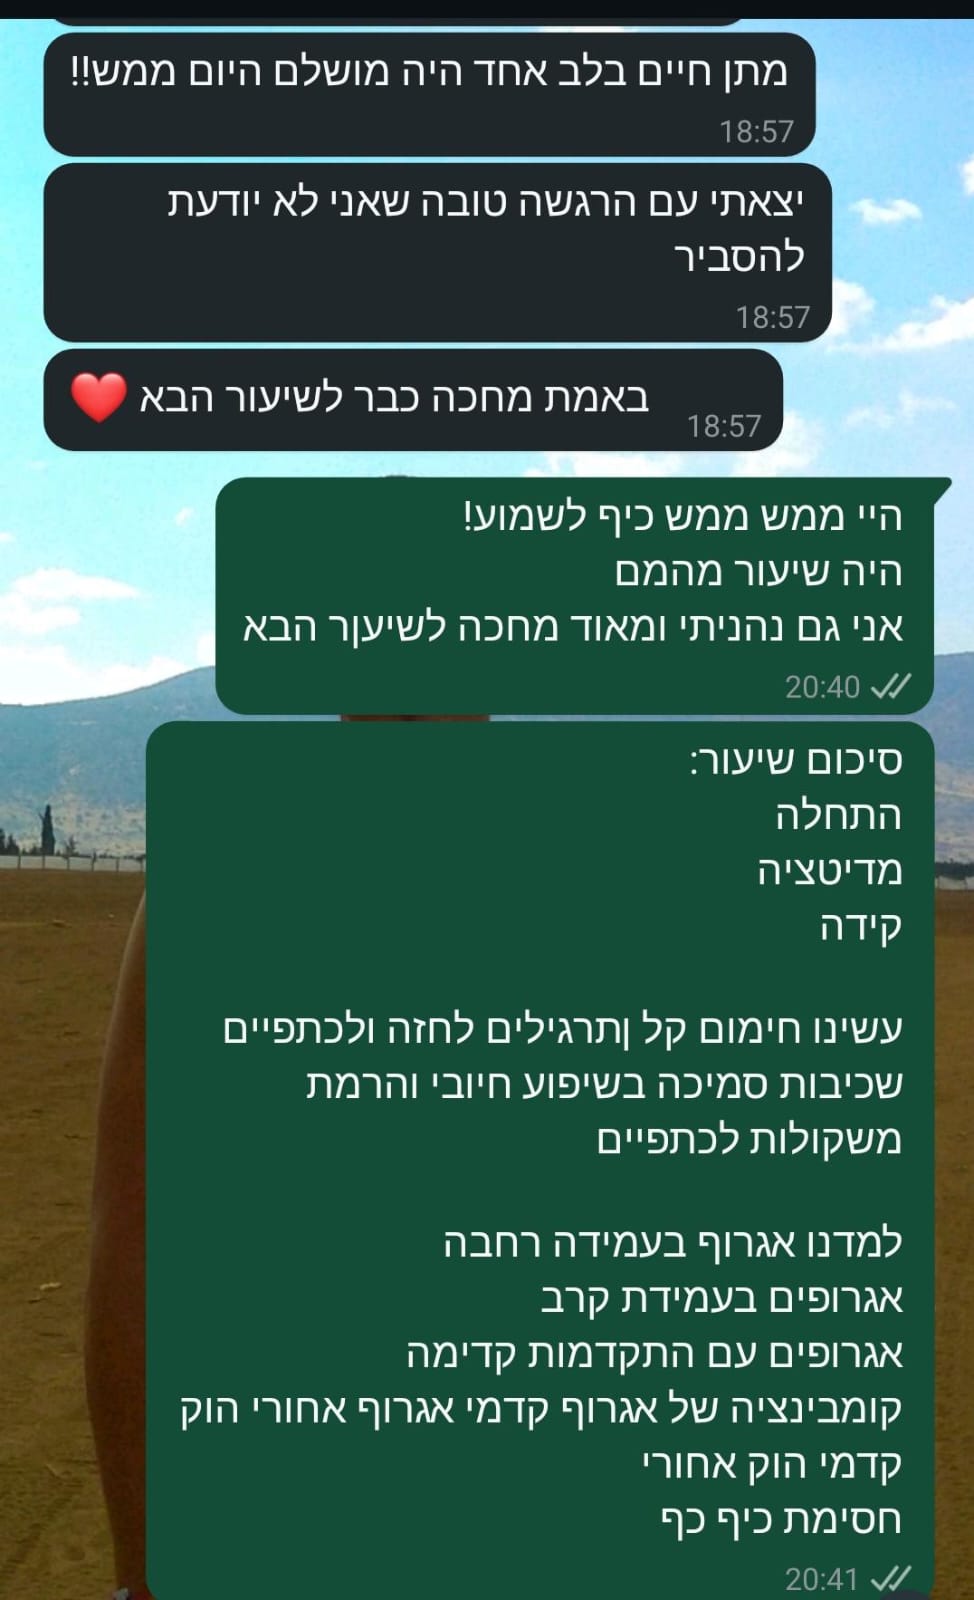 מתן חיים בלב אחד היה מושלם היום ממש!!
18:57
יצאתי עם הרגשה טובה שאני לא יודעת
להסביר
18:57
באמת מחכה כבר לשיעור הבא ❤️
18:57
היי ממש ממש כיף לשמוע!
היה שיעור מהמם
אני גם נהניתי ומאוד מחכה לשיעןר הבא
20:40
סיכום שיעור:
התחלה
מדיטציה
קידה

עשינו חימום קל ןתרגילים לחזה ולכתפיים
שכיבות סמיכה בשיפוע חיובי והרמת
משקולות לכתפיים

למדנו אגרוף בעמידה רחבה
אגרופים בעמידת קרב
אגרופים עם התקדמות קדימה
קומבינציה של אגרוף קדמי אגרוף אחורי הוק
קדמי הוק אחורי
חסימת כיף כף
20:41